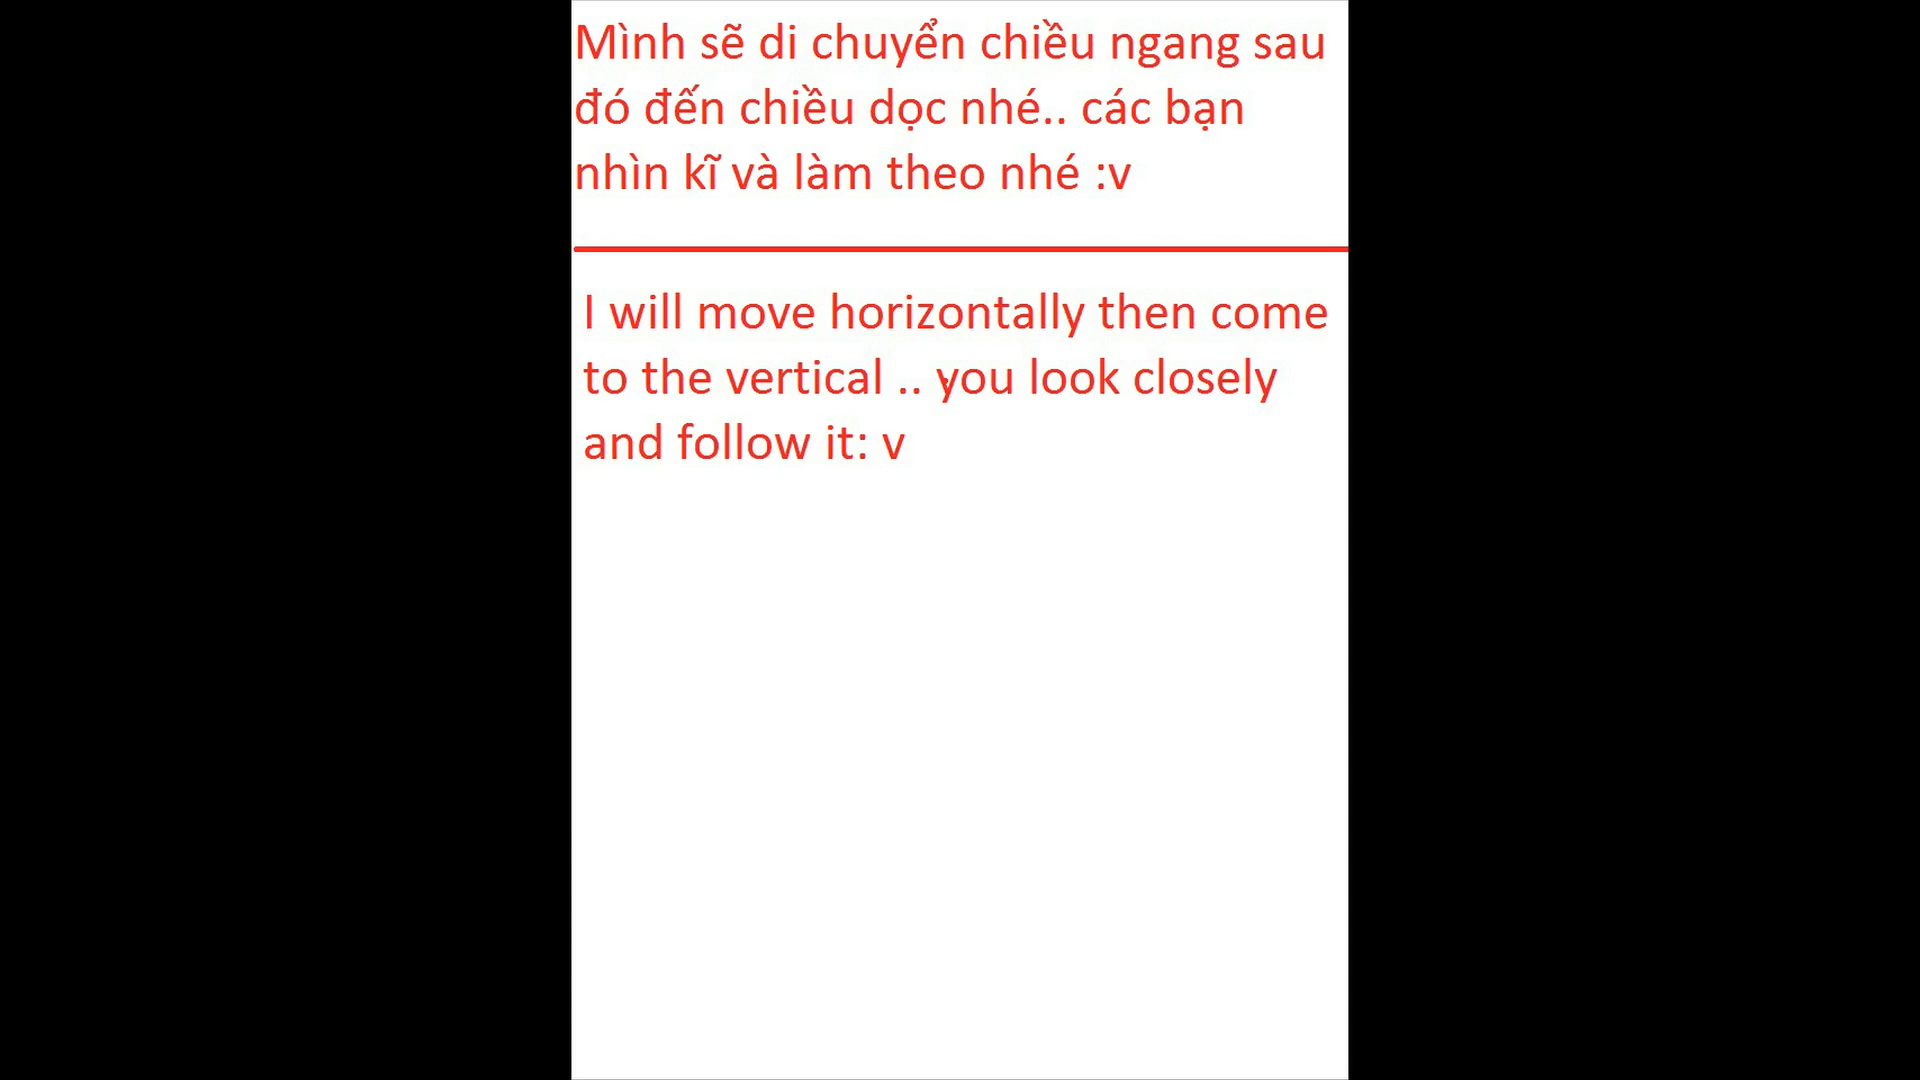 Mình sẽ di chuyển chiều ngang sau
đó đến chiều dọc nhé.. các bạn
nhìn kĩ và làm theo nhé :v
I will move horizontally then come
to the vertical .. you look closely
and follow it: v